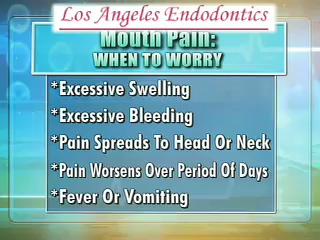 Los Angeles Endodontics
Mouth Pain:
WHEN TO WORRY
*Excessive Swelling
*Excessive Bleeding
*Pain Spreads To Head Or Neck
*Pain Worsens Over Period Of Days
*Fever Or Vomiting